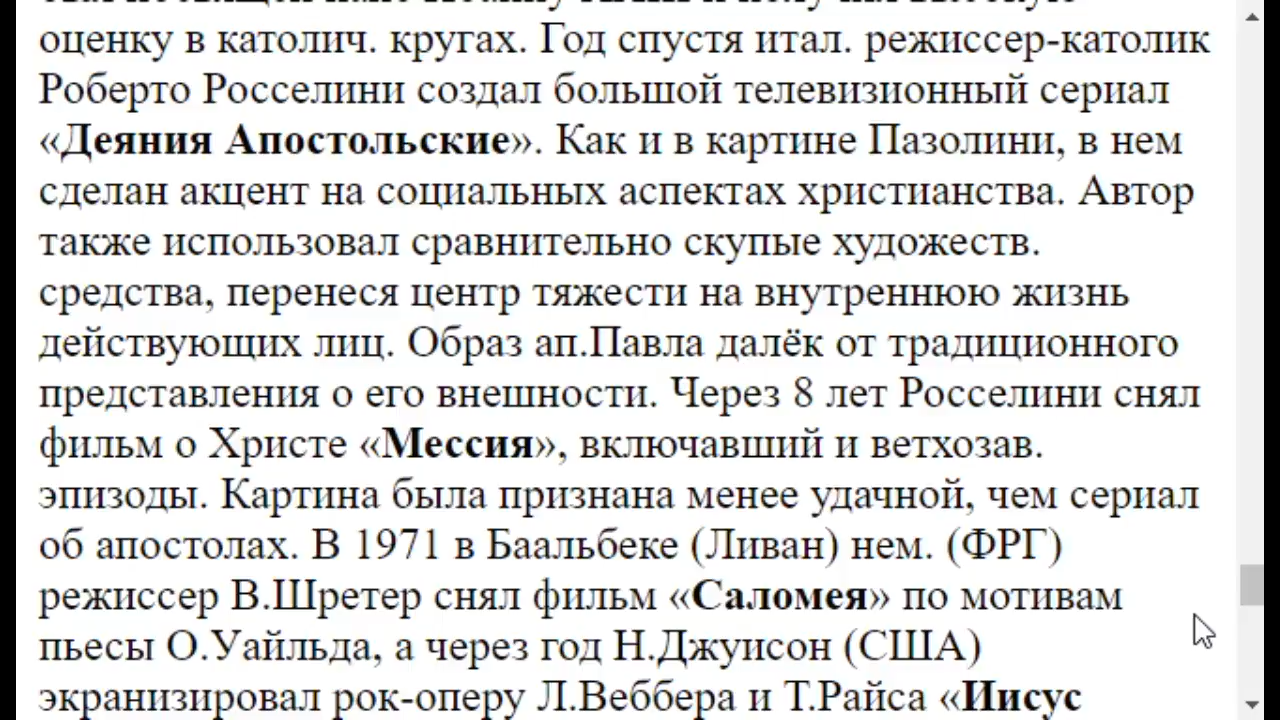 оценку в католич. кругах. Год спустя итал. режиссер-католик
Роберто Росселини создал большой телевизионный сериал
«Деяния Апостольские». Как и в картине Пазолини, в нем
сделан акцент на социальных аспектах христианства. Автор
также использовал сравнительно скупые художеств.
средства, перенеся центр тяжести на внутреннюю жизнь
действующих лиц. Образ ап.Павла далёк от традиционного
представления о его внешности. Через 8 лет Росселини снял
фильм о Христе «Мессия», включавший и ветхозав.
эпизоды. Картина была признана менее удачной, чем сериал
об апостолах. В 1971 в Баальбеке (Ливан) нем. (ФРГ)
режиссер В.Шретер снял фильм «Саломея» по мотивам
пьесы О.Уайльда, а через год Н.Джуисон (США)
экранизировал рок-оперу Л.Веббера и Т.Райса «Иисус